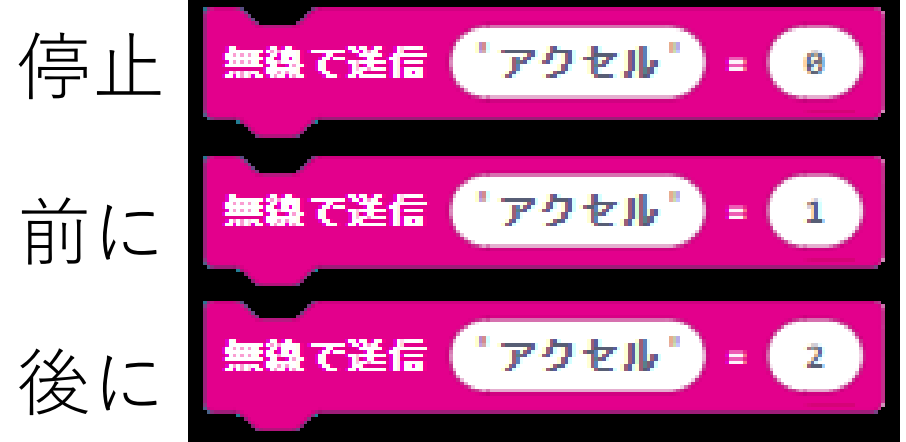 停止 無線で送信 "アクセル" = 0
前に 無線で送信 "アクセル" = 1
後に 無線で送信 "アクセル" = 2